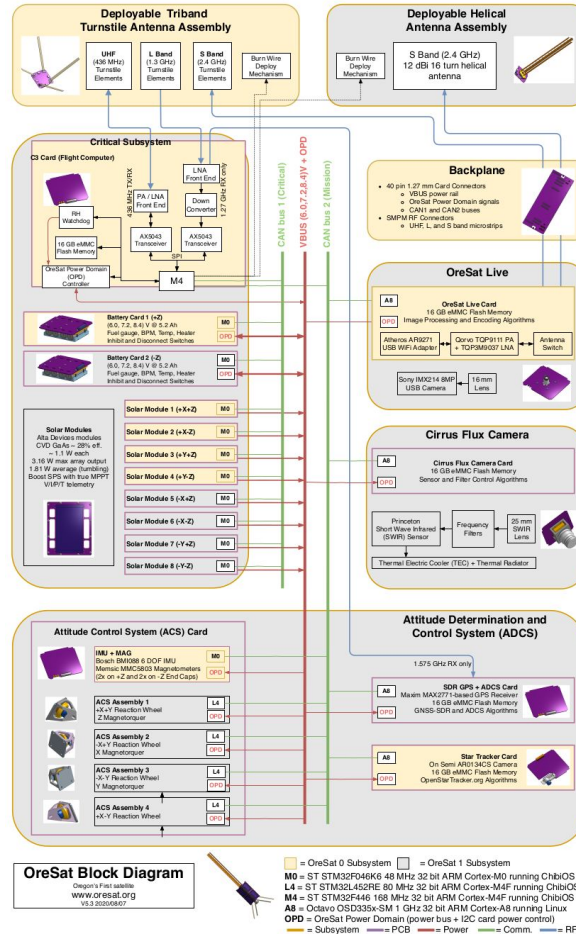 Deployable Triband
Turnstile Antenna Assembly
UHF
(436 MHz)
Turnstile
Elements
L Band
(1.3 GHz)
Turnstile
Elements
S Band
(2.4 GHz)
Turnstile
Elements
Burn Wire
Deploy
Mechanism
Deployable Helical
Antenna Assembly
Burn Wire
Deploy
Mechanism
S Band (2.4 GHz)
12 dBi 16 turn helical
antenna
Critical Subsystem
C3 Card (Flight Computer)
RH
Watchdog
16 GB eMMC
Flash Memory
OreSat Power Domain
(OPD)
Controller
436 MHz TX/RX
PA / LNA
Front End
AX5043
Transceiver
LNA
Front End
1.27 GHz RX only
Down
Converter
AX5043
Transceiver
SPI
M4
CAN bus 1 (Critical)
VBUS (6.0,7.2,8.4)V + OPD
CAN bus 2 (Mission)
Backplane
• 40 pin 1.27 mm Card Connectors
○ VBUS power rail
○ OreSat Power Domain signals
○ CAN1 and CAN2 buses
• SMPM RF Connectors
○ UHF, L, and S band microstrips
Battery Card 1 (+Z)
(6.0, 7.2, 8.4) V @ 5.2 Ah
Fuel gauge, BPM, Temp, Heater
Inhibit and Disconnect Switches
M0
OPD
Battery Card 2 (-Z)
(6.0, 7.2, 8.4) V @ 5.2 Ah
Fuel gauge, BPM, Temp, Heater
Inhibit and Disconnect Switches
M0
OPD
OreSat Live
A8
OPD
OreSat Live Card
16 GB eMMC Flash Memory
Image Processing and Encoding Algorithms
Atheros AR9271
USB WiFi Adapter
Qorvo TQP9111 PA
+ TQP3M9037 LNA
Antenna
Switch
Sony IMX214 8MP
USB Camera
16 mm
Lens
Solar Modules
Alta Devices modules
CVD GaAs ~ 28% eff.
~ 1.1 W each
3.16 W max array output
1.81 W average (tumbling)
Boost SPS with true MPPT
V/I/P/T telemetry
Solar Module 1 (+X+Z) M0
Solar Module 2 (+X-Z) M0
Solar Module 3 (+Y+Z) M0
Solar Module 4 (+Y-Z) M0
Solar Module 5 (-X+Z) M0
Solar Module 6 (-X-Z) M0
Solar Module 7 (-Y+Z) M0
Solar Module 8 (-Y-Z) M0
Cirrus Flux Camera
A8
OPD
Cirrus Flux Camera Card
16 GB eMMC Flash Memory
Sensor and Filter Control Algorithms
Princeton
Short Wave Infrared
(SWIR) Sensor
Frequency
Filters
25 mm
SWIR
Lens
Thermal Electric Cooler (TEC) + Thermal Radiator
Attitude Control System (ACS) Card
IMU + MAG
Bosch BMI088 6 DOF IMU
Memsic MMC5803 Magnetometers
(2x on +Z and 2x on -Z End Caps)
M0
OPD
ACS Assembly 1
+X+Y Reaction Wheel
Z Magnetorquer
L4
OPD
ACS Assembly 2
-X+Y Reaction Wheel
X Magnetorquer
L4
OPD
ACS Assembly 3
-X-Y Reaction Wheel
Y Magnetorquer
L4
OPD
ACS Assembly 4
+X-Y Reaction Wheel
L4
OPD
Attitude Determination and
Control System (ADCS)
1.575 GHz RX only
A8
OPD
SDR GPS + ADCS Card
Maxim MAX2771-based GPS Receiver
16 GB eMMC Flash Memory
GNSS-SDR and ADCS Algorithms
A8
OPD
Star Tracker Card
On Semi AR0134CS Camera
16 GB eMMC Flash Memory
OpenStarTracker.org Algorithms
OreSat Block Diagram
Oregon's First satellite
www.oresat.org
V5.3 2020/08/07
= OreSat 0 Subsystem = OreSat 1 Subsystem
M0 = ST STM32F046K6 48 MHz 32 bit ARM Cortex-M0 running ChibiOS
L4 = ST STM32L452RE 80 MHz 32 bit ARM Cortex-M4F running ChibiOS
M4 = ST STM32F446 168 MHz 32 bit ARM Cortex-M4F running ChibiOS
A8 = Octavo OSD335x-SM 1 GHz 32 bit ARM Cortex-A8 running Linux
OPD = OreSat Power Domain (power bus + I2C card power control)
= Subsystem = PCB = Power = Comm. = RF